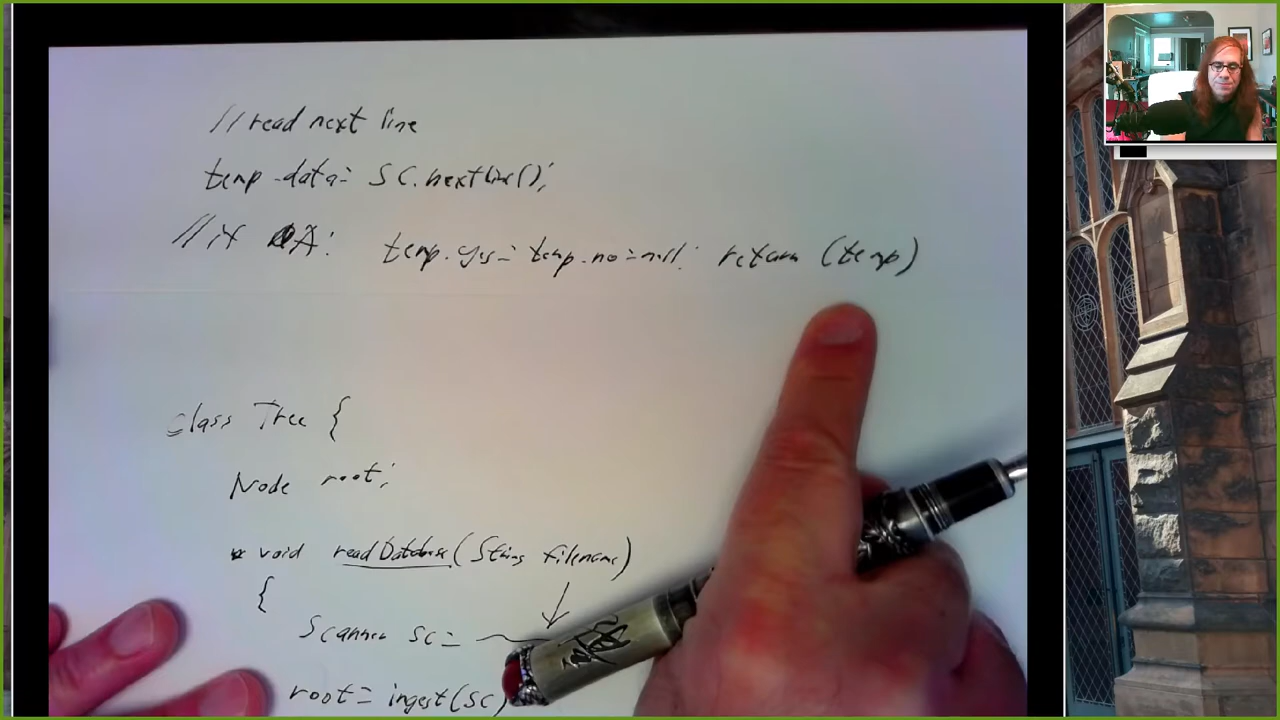 //read next line
temp.data= SC.nextLine();
//if A: temp.yes= temp.no=null; return (temp)
class Tree {
Node root;
void readDatabase(String filename)
{
Scanner sc=
root= ingest(sc)